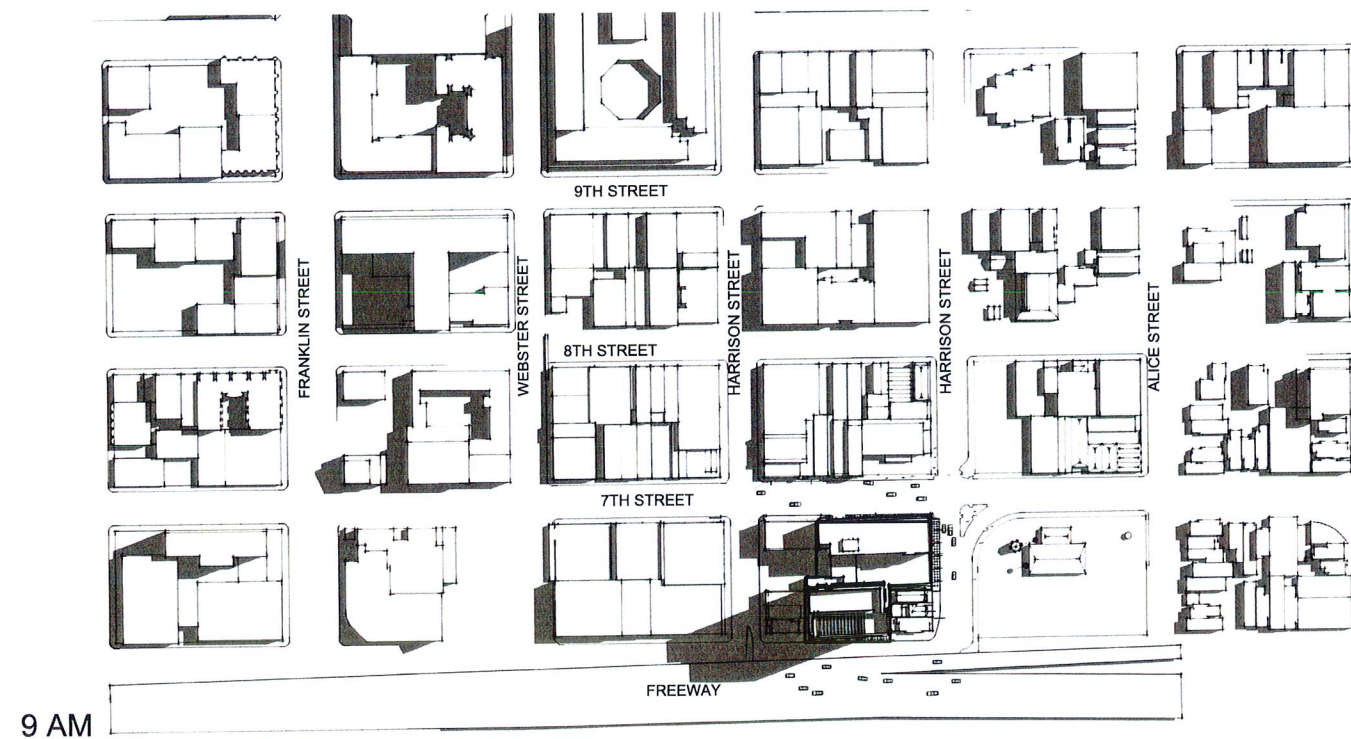 9TH STREET
FRANKLIN STREET
WEBSTER STREET
HARRISON STREET
HARRISON STREET
ALICE STREET
8TH STREET
7TH STREET
FREEWAY
9 AM